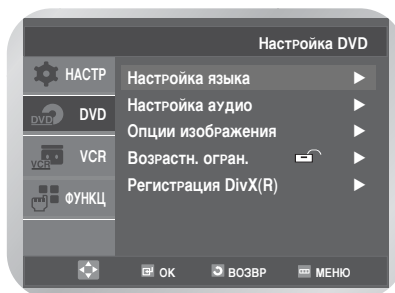 Настройка DVD
НАСТР
Настройка языка
Настройка аудио
DVD DVD
Опции изображения
VCR VCR
Возрастн. огран.
Регистрация DivX(R)
ФУНКЦ
ОК ВОЗВР МЕНЮ